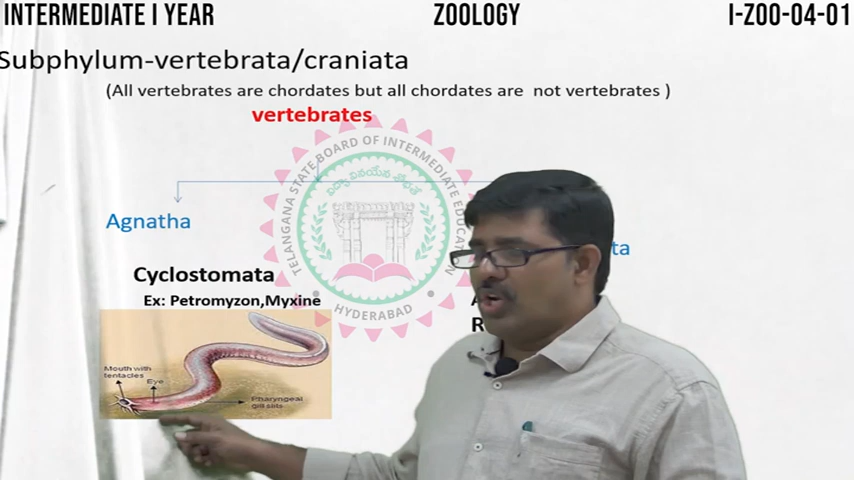 INTERMEDIATE I YEAR
ZOOLOGY
I-ZOO-04-01
Subphylum-vertebrata/craniata
(All vertebrates are chordates but all chordates are not vertebrates )
vertebrates
TELANGANA STATE BOARD OF INTERMEDIATE EDUCATION
HYDERABAD
Agnatha
Cyclostomata
Ex: Petromyzon,Myxine
Mouth with
tentacles
Eye
Pharyngeal
gill slits